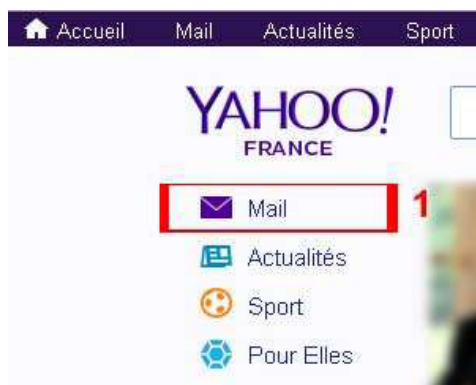 Accueil Mail Actualités Sport
YAHOO!
FRANCE
Mail 1
Actualités
Sport
Pour Elles